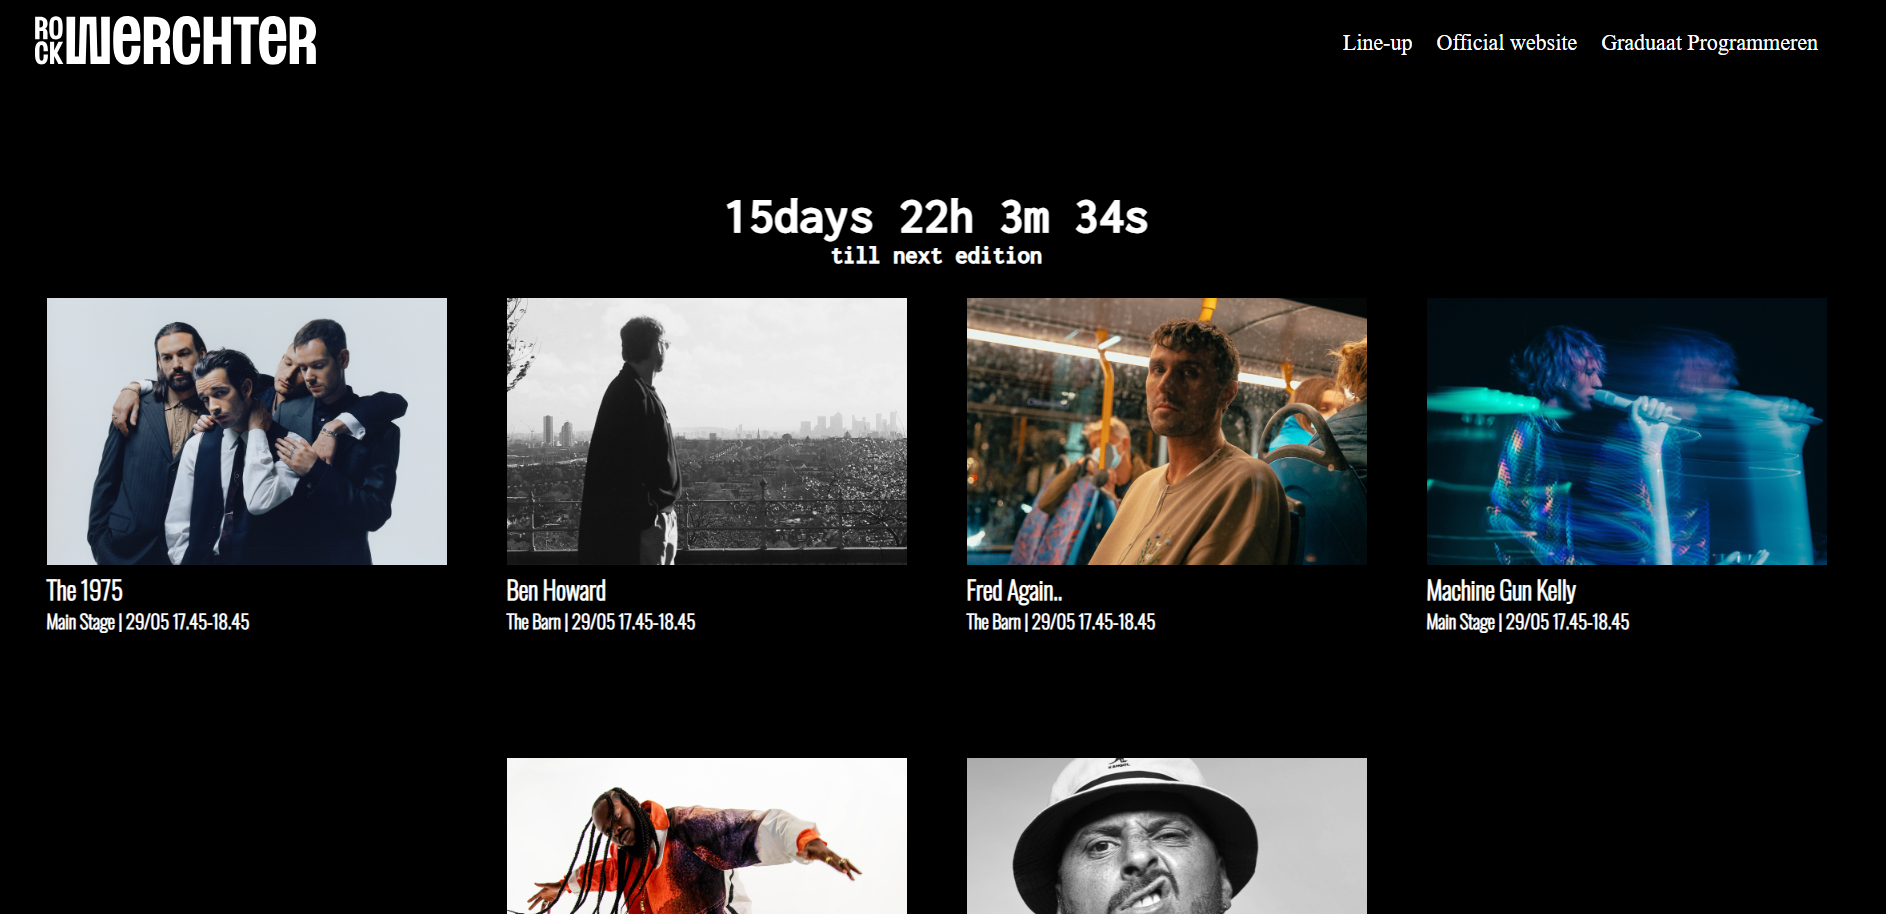 ROCK WERCHTER
Line-up Official website Graduaat Programmeren
15days 22h 3m 34s
till next edition
The 1975
Main Stage | 29/05 17.45-18.45
Ben Howard
The Barn | 29/05 17.45-18.45
Fred Again..
The Barn | 29/05 17.45-18.45
Machine Gun Kelly
Main Stage | 29/05 17.45-18.45
KANGOL